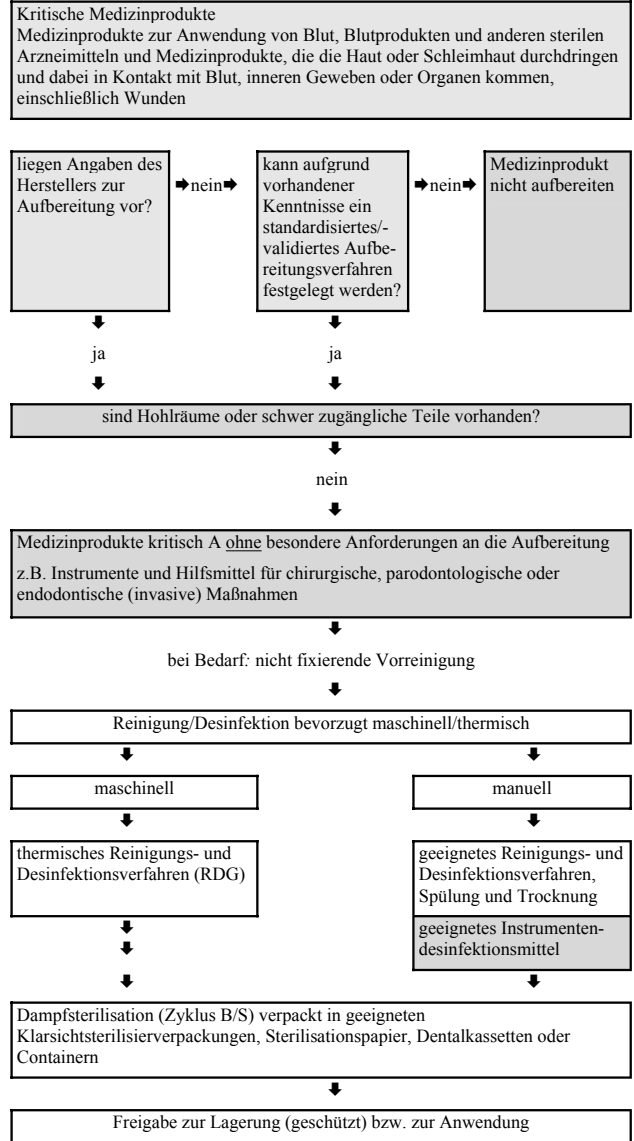 Kritische Medizinprodukte
Medizinprodukte zur Anwendung von Blut, Blutprodukten und anderen sterilen
Arzneimitteln und Medizinprodukte, die die Haut oder Schleimhaut durchdringen
und dabei in Kontakt mit Blut, inneren Geweben oder Organen kommen,
einschließlich Wunden
liegen Angaben des
Herstellers zur
Aufbereitung vor?
nein
kann aufgrund
vorhandener
Kenntnisse ein
standardisiertes/-
validiertes Aufbe-
reitungsverfahren
festgelegt werden?
nein
Medizinprodukt
nicht aufbereiten
ja
ja
sind Hohlräume oder schwer zugängliche Teile vorhanden?
nein
Medizinprodukte kritisch A ohne besondere Anforderungen an die Aufbereitung
z.B. Instrumente und Hilfsmittel für chirurgische, parodontologische oder
endodontische (invasive) Maßnahmen
bei Bedarf: nicht fixierende Vorreinigung
Reinigung/Desinfektion bevorzugt maschinell/thermisch
maschinell
manuell
thermisches Reinigungs- und
Desinfektionsverfahren (RDG)
geeignetes Reinigungs- und
Desinfektionsverfahren,
Spülung und Trocknung
geeignetes Instrumenten-
desinfektionsmittel
Dampfsterilisation (Zyklus B/S) verpackt in geeigneten
Klarsichtsterilisierverpackungen, Sterilisationspapier, Dentalkassetten oder
Containern
Freigabe zur Lagerung (geschützt) bzw. zur Anwendung